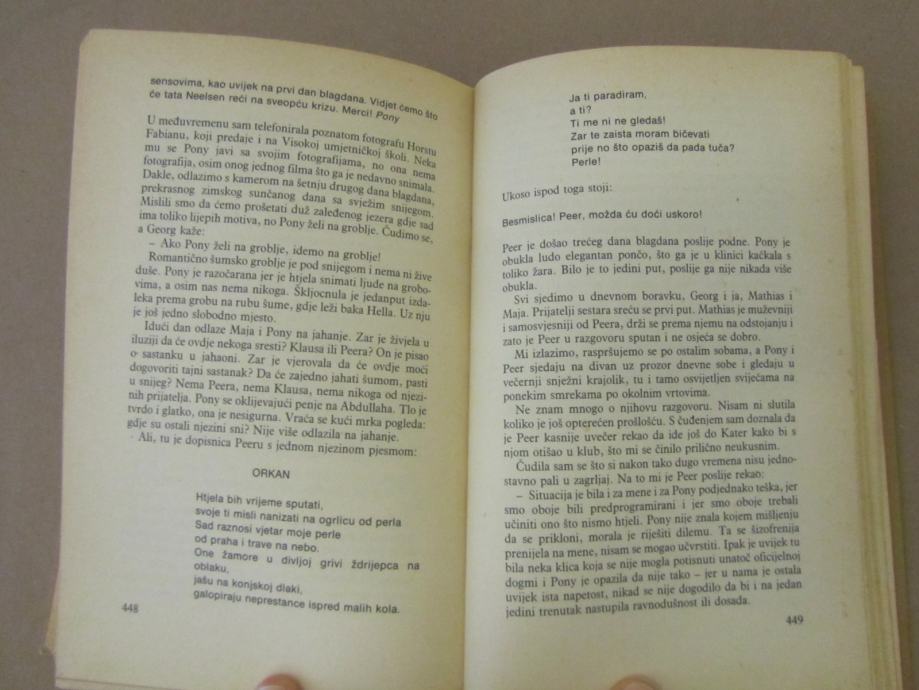 sensovima, kao uvijek na prvi dan blagdana. Vidjet ćemo što
će tata Neelsen reći na sveopću krizu. Merci! Pony
U međuvremenu sam telefonirala poznatom fotografu Horstu
Fabianu, koji predaje i na Visokoj umjetničkoj školi. Neka
mu se Pony javi sa svojim fotografijama, no ona nema
fotografija, osim onog jednog filma što ga je nedavno snimala.
Dakle, odlazimo s kamerom na šetnju drugog dana blagdana,
prekrasnog zimskog sunčanog dana sa svježim snijegom.
Mislili smo da ćemo prošetati duž zaleđenog jezera gdje sad
ima toliko lijepih motiva, no Pony želi na groblje. Čudimo se,
a Georg kaže:
– Ako Pony želi na groblje, idemo na groblje!
Romantično šumsko groblje je pod snijegom i nema ni žive
duše. Pony je razočarana jer je htjela snimati ljude na grobo-
vima, a osim nas nema nikoga. Škljocnula je jedanput izda-
leka prema grobu na rubu šume, gdje leži baka Hella. Uz nju
je još jedno slobodno mjesto.
Idući dan odlaze Maja i Pony na jahanje. Zar je živjela u
iluziji da će ovdje nekoga sresti? Klausa ili Peera? On je pisao
o sastanku u jahaoni. Zar je vjerovala da će ovdje moći
dogovoriti tajni sastanak? Da će zajedno jahati šumom, pasti
u snijeg? Nema Peera, nema Klausa, nema nikoga od njezi-
nih prijatelja. Pony se oklijevajući penje na Abdullaha. Tlo je
tvrdo i glatko, ona je nesigurna. Vraća se kući mrka pogleda:
gdje su ostali njezini sni? Nije više odlazila na jahanje.
Ali, tu je dopisnica Peeru s jednom njezinom pjesmom:
ORKAN
Htjela bih vrijeme sputati,
svoje ti misli nanizati na ogrlicu od perla
Sad raznosi vjetar moje perle
od praha i trave na nebo.
One žamore u divljoj grivi ždrijepca na
oblaku,
jašu na konjskoj dlaki,
galopiraju neprestance ispred malih kola.
448
Ja ti paradiram,
a ti?
Ti me ni ne gledaš!
Zar te zaista moram bičevati
prije no što opaziš da pada tuča?
Perle!
Ukoso ispod toga stoji:
Besmislica! Peer, možda ću doći uskoro!
Peer je došao trećeg dana blagdana poslije podne. Pony je
obukla ludo elegantan pončo, što ga je u klinici kačkala s
toliko žara. Bilo je to jedini put, poslije ga nije nikada više
obukla.
Svi sjedimo u dnevnom boravku, Georg i ja, Mathias i
Maja. Prijatelji sestara sreću se prvi put. Mathias je muževniji
i samosvjesniji od Peera, drži se prema njemu na odstojanju i
zato je Peer u razgovoru sputan i ne osjeća se dobro.
Mi izlazimo, raspršujemo se po ostalim sobama, a Pony i
Peer sjedaju na divan uz prozor dnevne sobe i gledaju u
večernji snježni krajolik, tu i tamo osvijetljen svijećama na
ponekim smrekama po okolnim vrtovima.
Ne znam mnogo o njihovu razgovoru. Nisam ni slutila
koliko je još opterećen prošlošću. S čuđenjem sam doznala da
je Peer kasnije uvečer rekao da ide još do Kater kako bi s
njom otišao u klub, što mi se činilo prilično neukusnim.
Čudila sam se što si nakon tako dugo vremena nisu jedno-
stavno pali u zagrljaj. Na to mi je Peer poslije rekao:
– Situacija je bila i za mene i za Pony podjednako teška, jer
smo oboje bili predprogramirani i jer smo oboje trebali
učiniti ono što nismo htjeli. Pony nije znala kojem mišljenju
da se prikloni, morala je riješiti dilemu. Ta se šizofrenija
prenijela na mene, nisam se mogao učvrstiti. Ipak je uvijek tu
bila neka klica koja se nije mogla potisnuti unatoč oficijelnoj
dogmi i Pony je opazila da nije tako – jer u nama je ostala
uvijek ista napetost, nikad se nije dogodilo da bi i na jedan
jedini trenutak nastupila ravnodušnost ili dosada.
449